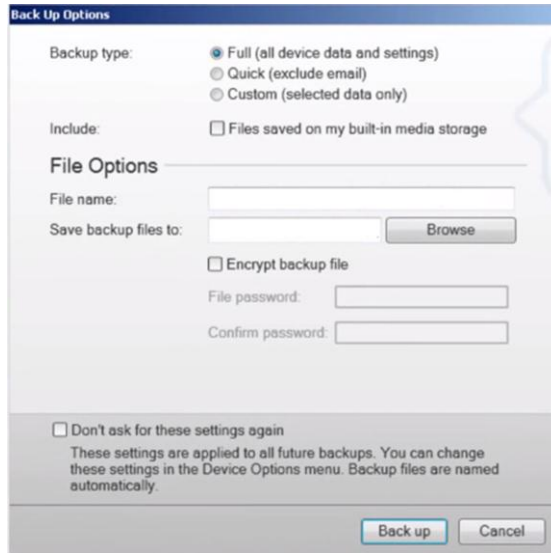 Back Up Options
Backup type:
Full (all device data and settings)
Quick (exclude email)
Custom (selected data only)
Include:
Files saved on my built-in media storage
File Options
File name:
Save backup files to:
Browse
Encrypt backup file
File password:
Confirm password:
Don't ask for these settings again
These settings are applied to all future backups. You can change
these settings in the Device Options menu. Backup files are named
automatically.
Back up
Cancel